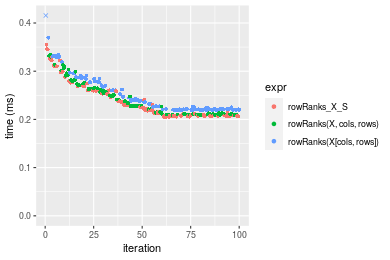 0.4
0.3
0.2
0.1
0.0
time (ms)
0
25
50
75
100
iteration
expr
rowRanks_X_S
rowRanks(X, cols, rows)
rowRanks(X[cols, rows])